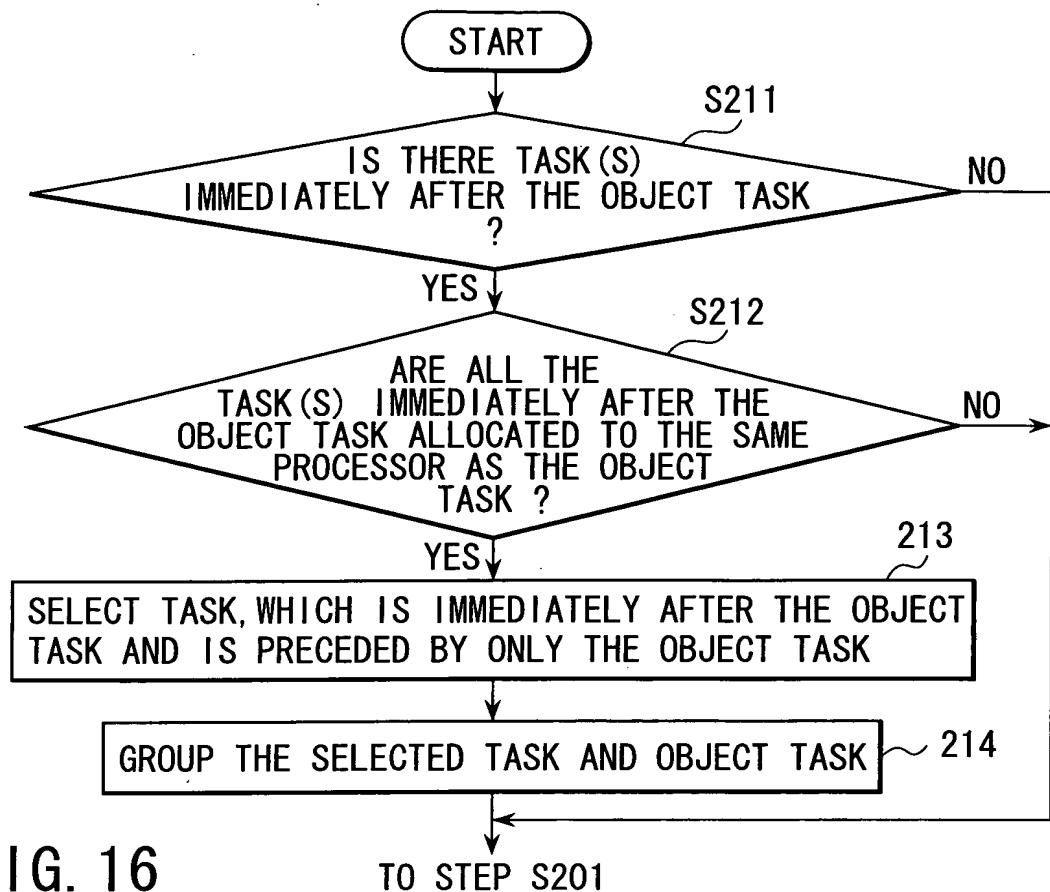 START
S211
IS THERE TASK(S)
IMMEDIATELY AFTER THE OBJECT TASK
?
NO
YES
S212
ARE ALL THE
TASK(S) IMMEDIATELY AFTER THE
OBJECT TASK ALLOCATED TO THE SAME
PROCESSOR AS THE OBJECT
TASK ?
NO
YES
213
SELECT TASK, WHICH IS IMMEDIATELY AFTER THE OBJECT
TASK AND IS PRECEDED BY ONLY THE OBJECT TASK
GROUP THE SELECTED TASK AND OBJECT TASK
214
IG. 16
TO STEP S201